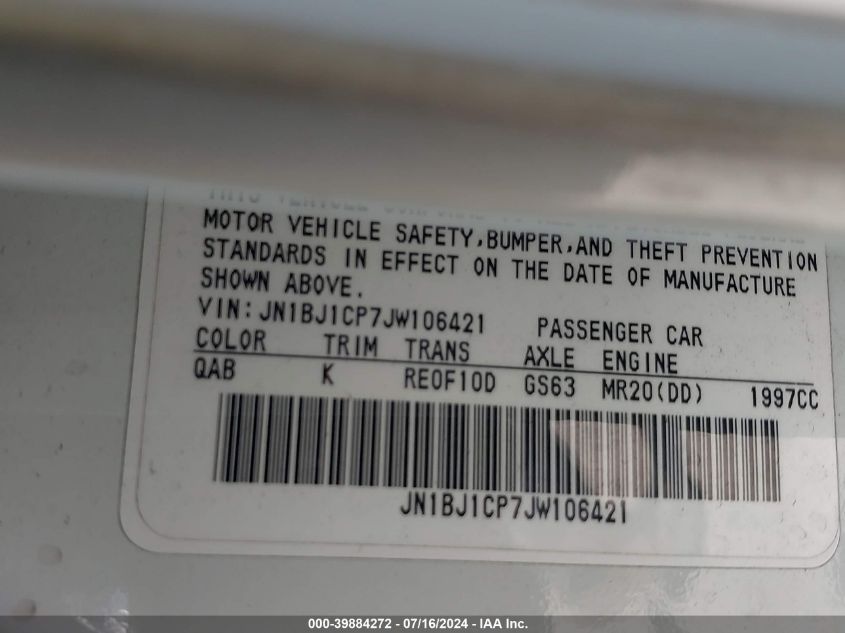 MOTOR VEHICLE SAFETY,BUMPER,AND THEFT PREVENTION
STANDARDS IN EFFECT ON THE DATE OF MANUFACTURE
SHOWN ABOVE.
VIN:JN1BJ1CP7JW106421 PASSENGER CAR
COLOR TRIM TRANS AXLE ENGINE
QAB K RE0F10D GS63 MR20(DD) 1997CC
JN1BJ1CP7JW106421
000-39884272 - 07/16/2024 - IAA Inc.